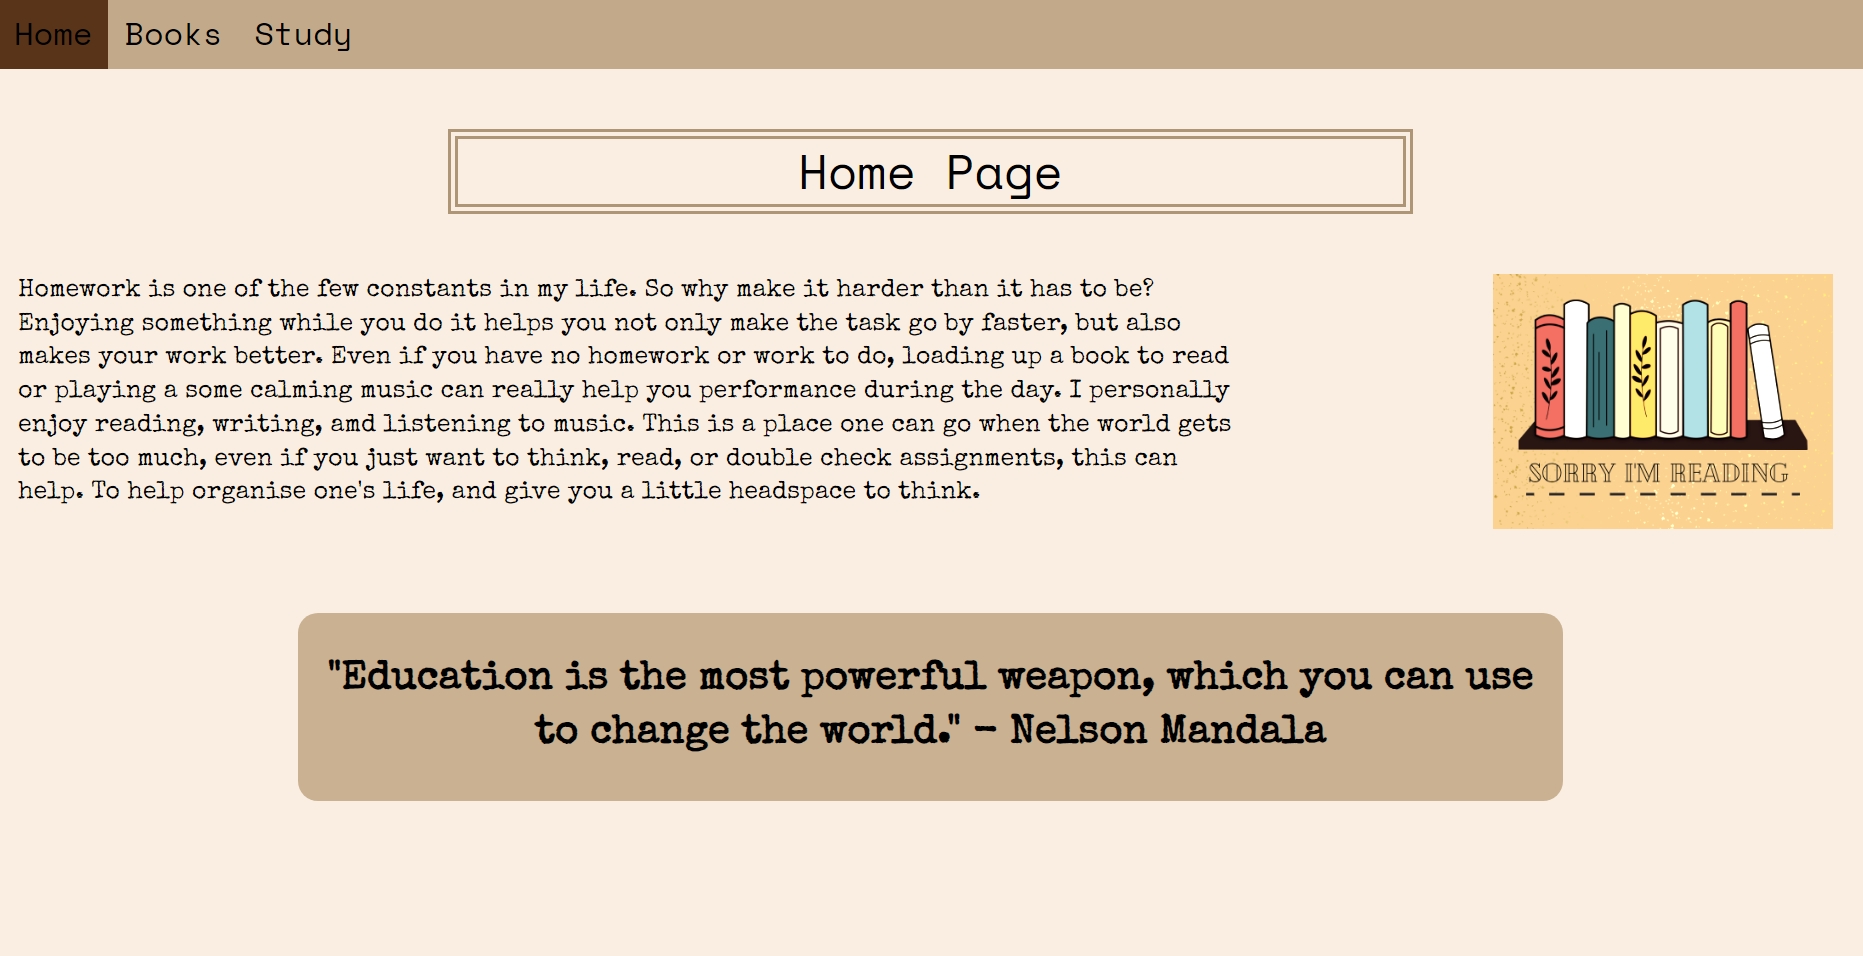 Home Books Study
Home Page
Homework is one of the few constants in my life. So why make it harder than it has to be?
Enjoying something while you do it helps you not only make the task go by faster, but also
makes your work better. Even if you have no homework or work to do, loading up a book to read
or playing a some calming music can really help you performance during the day. I personally
enjoy reading, writing, amd listening to music. This is a place one can go when the world gets
to be too much, even if you just want to think, read, or double check assignments, this can
help. To help organise one's life, and give you a little headspace to think.
SORRY I'M READING
"Education is the most powerful weapon, which you can use
to change the world." - Nelson Mandala